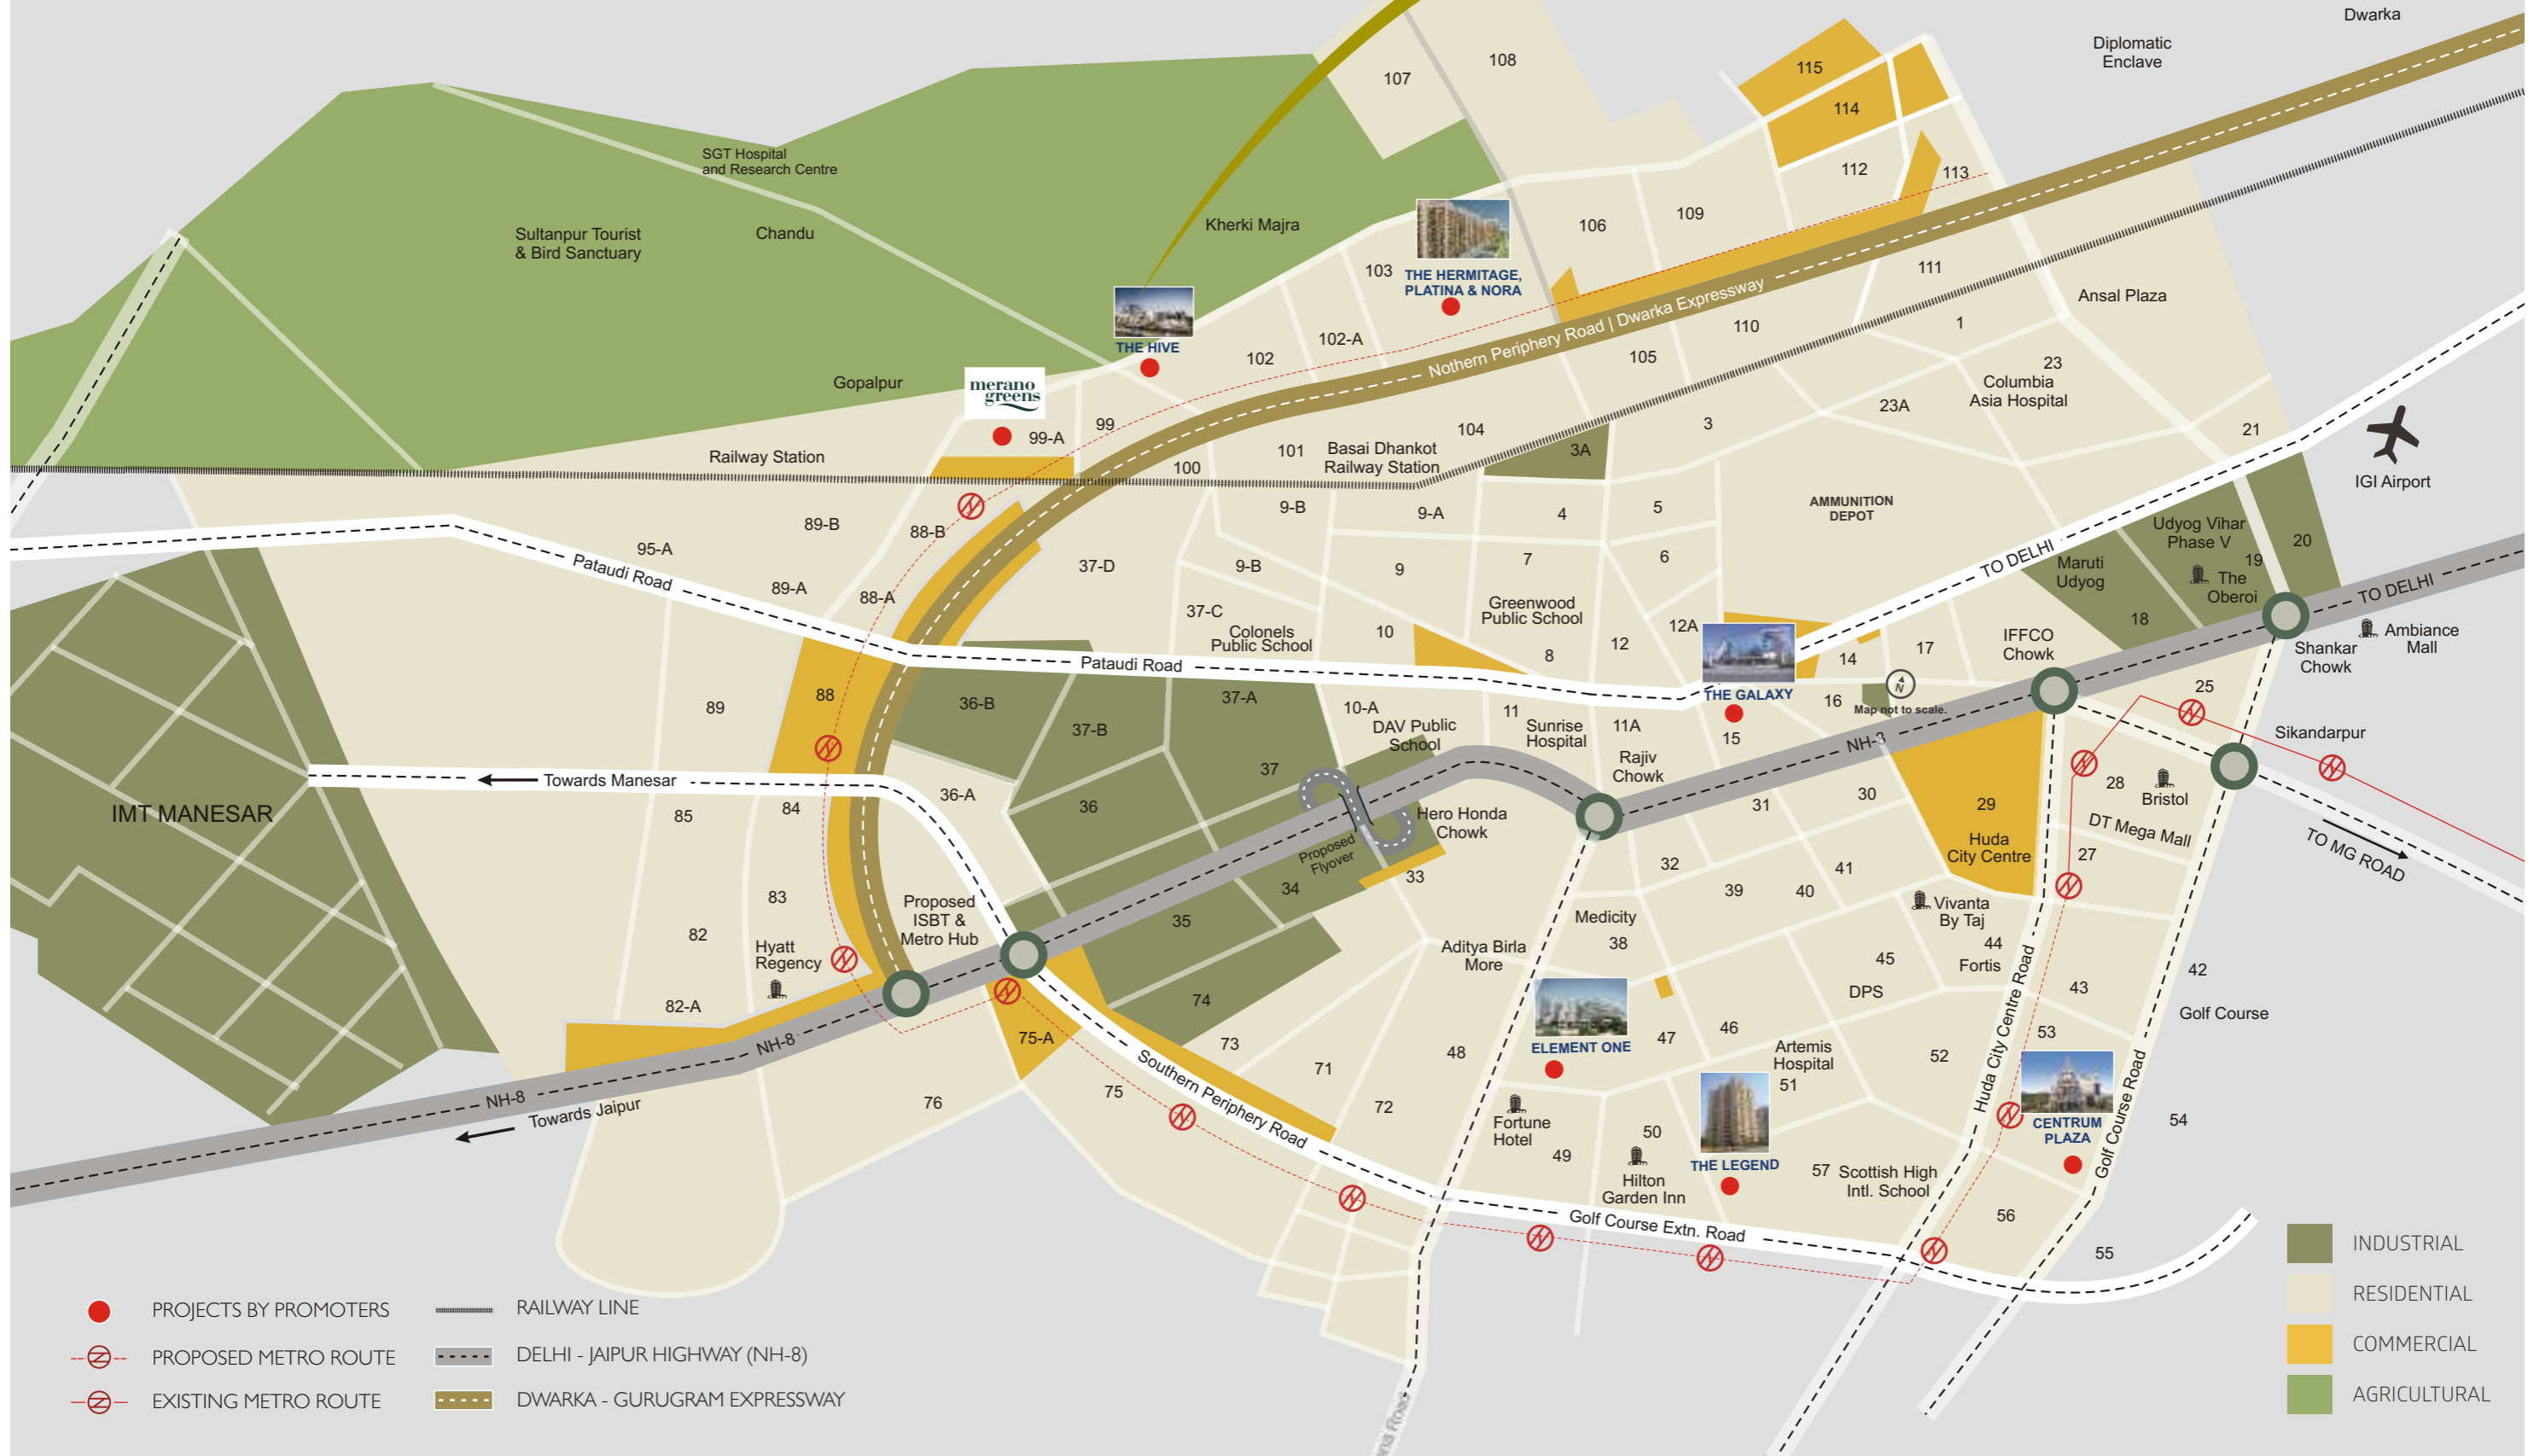 Dwarka
Diplomatic
Enclave
108
107
115
114
112
113
SGT Hospital
and Research Centre
Sultanpur Tourist
& Bird Sanctuary
Chandu
Kherki Majra
106
109
103
THE HERMITAGE,
PLATINA & NORA
111
Ansal Plaza
Nothern Periphery Road | Dwarka Expressway
110
1
THE HIVE
102-A
102
105
23
Columbia
Asia Hospital
Gopalpur
merano
greens
23A
99
99-A
104
3
21
Railway Station
101
Basai Dhankot
Railway Station
3A
100
IGI Airport
9-B
9-A
4
5
AMMUNITION
DEPOT
89-B
88-B
95-A
Pataudi Road
89-A
88-A
37-D
9-B
9
7
6
TO DELHI
Udyog Vihar
Phase V
20
19
The
Oberoi
Maruti
Udyog
18
TO DELHI
37-C
Colonels
Public School
10
Greenwood
Public School
12A
12
8
14
17
IFFCO
Chowk
Shankar
Chowk
Ambiance
Mall
Pataudi Road
THE GALAXY
N
Map not to scale.
16
25
88
89
36-B
37-A
37-B
10-A
DAV Public
School
11
Sunrise
Hospital
11A
15
NH-3
Sikandarpur
Rajiv
Chowk
37
Towards Manesar
36-A
36
IMT MANESAR
85
84
Hero Honda
Chowk
Proposed
Flyover
31
30
29
Huda
City Centre
28
Bristol
DT Mega Mall
27
TO MG ROAD
34
33
32
39
40
41
83
82
Proposed
ISBT &
Metro Hub
35
Hyatt
Regency
Aditya Birla
More
Medicity
38
Vivanta
By Taj
44
Fortis
45
DPS
Huda City Centre Road
42
43
Golf Course
82-A
74
NH-8
75-A
73
ELEMENT ONE
47
46
53
48
71
Artemis
Hospital
51
52
Southern Periphery Road
NH-8
Towards Jaipur
76
75
72
Fortune
Hotel
49
50
Hilton
Garden Inn
THE LEGEND
57
Scottish High
Intl. School
CENTRUM
PLAZA
Golf Course Road
54
56
55
Golf Course Extn. Road
PROJECTS BY PROMOTERS
PROPOSED METRO ROUTE
EXISTING METRO ROUTE
RAILWAY LINE
DELHI - JAIPUR HIGHWAY (NH-8)
DWARKA - GURUGRAM EXPRESSWAY
INDUSTRIAL
RESIDENTIAL
COMMERCIAL
AGRICULTURAL